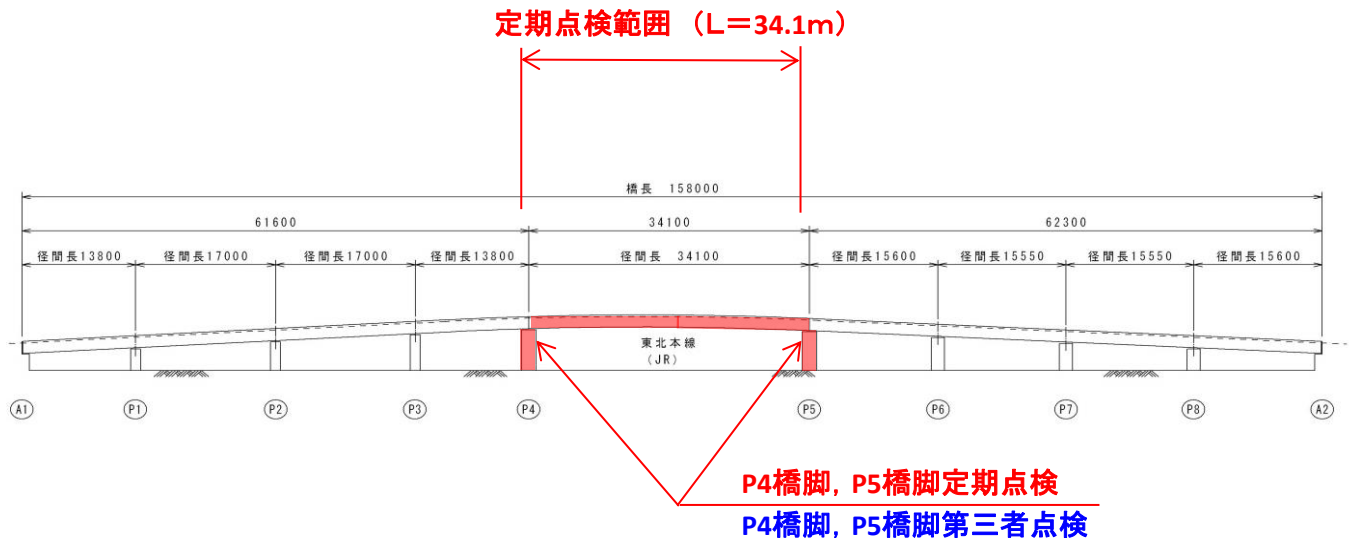 定期点検範囲 （L＝34.1ｍ）
橋長 158000
61600 34100 62300
径間長13800 径間長17000 径間長17000 径間長13800 径間長 34100 径間長15600 径間長15550 径間長15550 径間長15600
東北本線
(JR)
A1 P1 P2 P3 P4 P5 P6 P7 P8 A2
P4橋脚，P5橋脚定期点検
P4橋脚，P5橋脚第三者点検